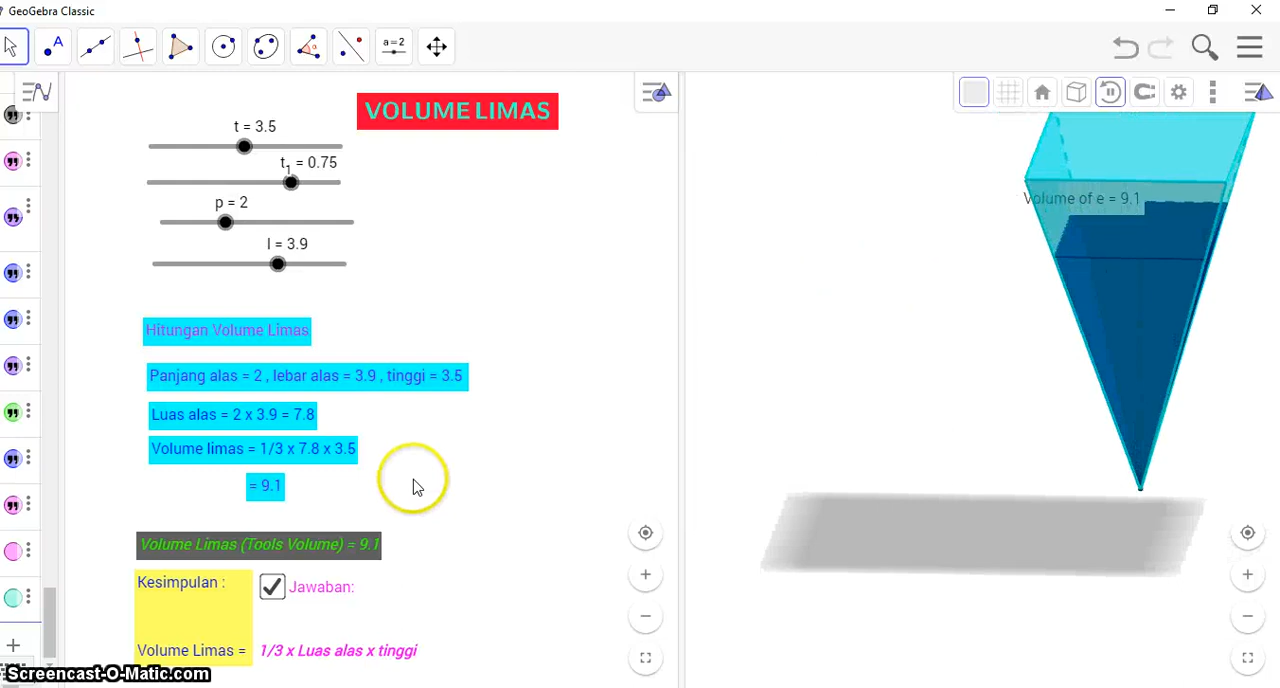 GeoGebra Classic
A
a=2
VOLUME LIMAS
t = 3.5
t1 = 0.75
p = 2
l = 3.9
Hitungan Volume Limas
Panjang alas = 2 , lebar alas = 3.9 , tinggi = 3.5
Luas alas = 2 x 3.9 = 7.8
Volume limas = 1/3 x 7.8 x 3.5
= 9.1
Volume Limas (Tools Volume) = 9.1
Kesimpulan :
Jawaban:
Volume Limas =
1/3 x Luas alas x tinggi
Volume of e = 9.1
Screencast-O-Matic.com